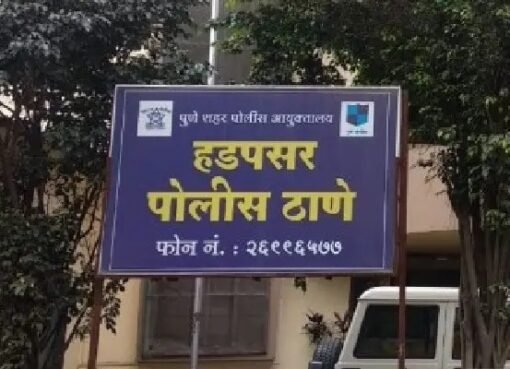 पुणे शहर पोलीस आयुक्तालय
हडपसर
पोलीस ठाणे
फोन नं. : २६९९६५७७